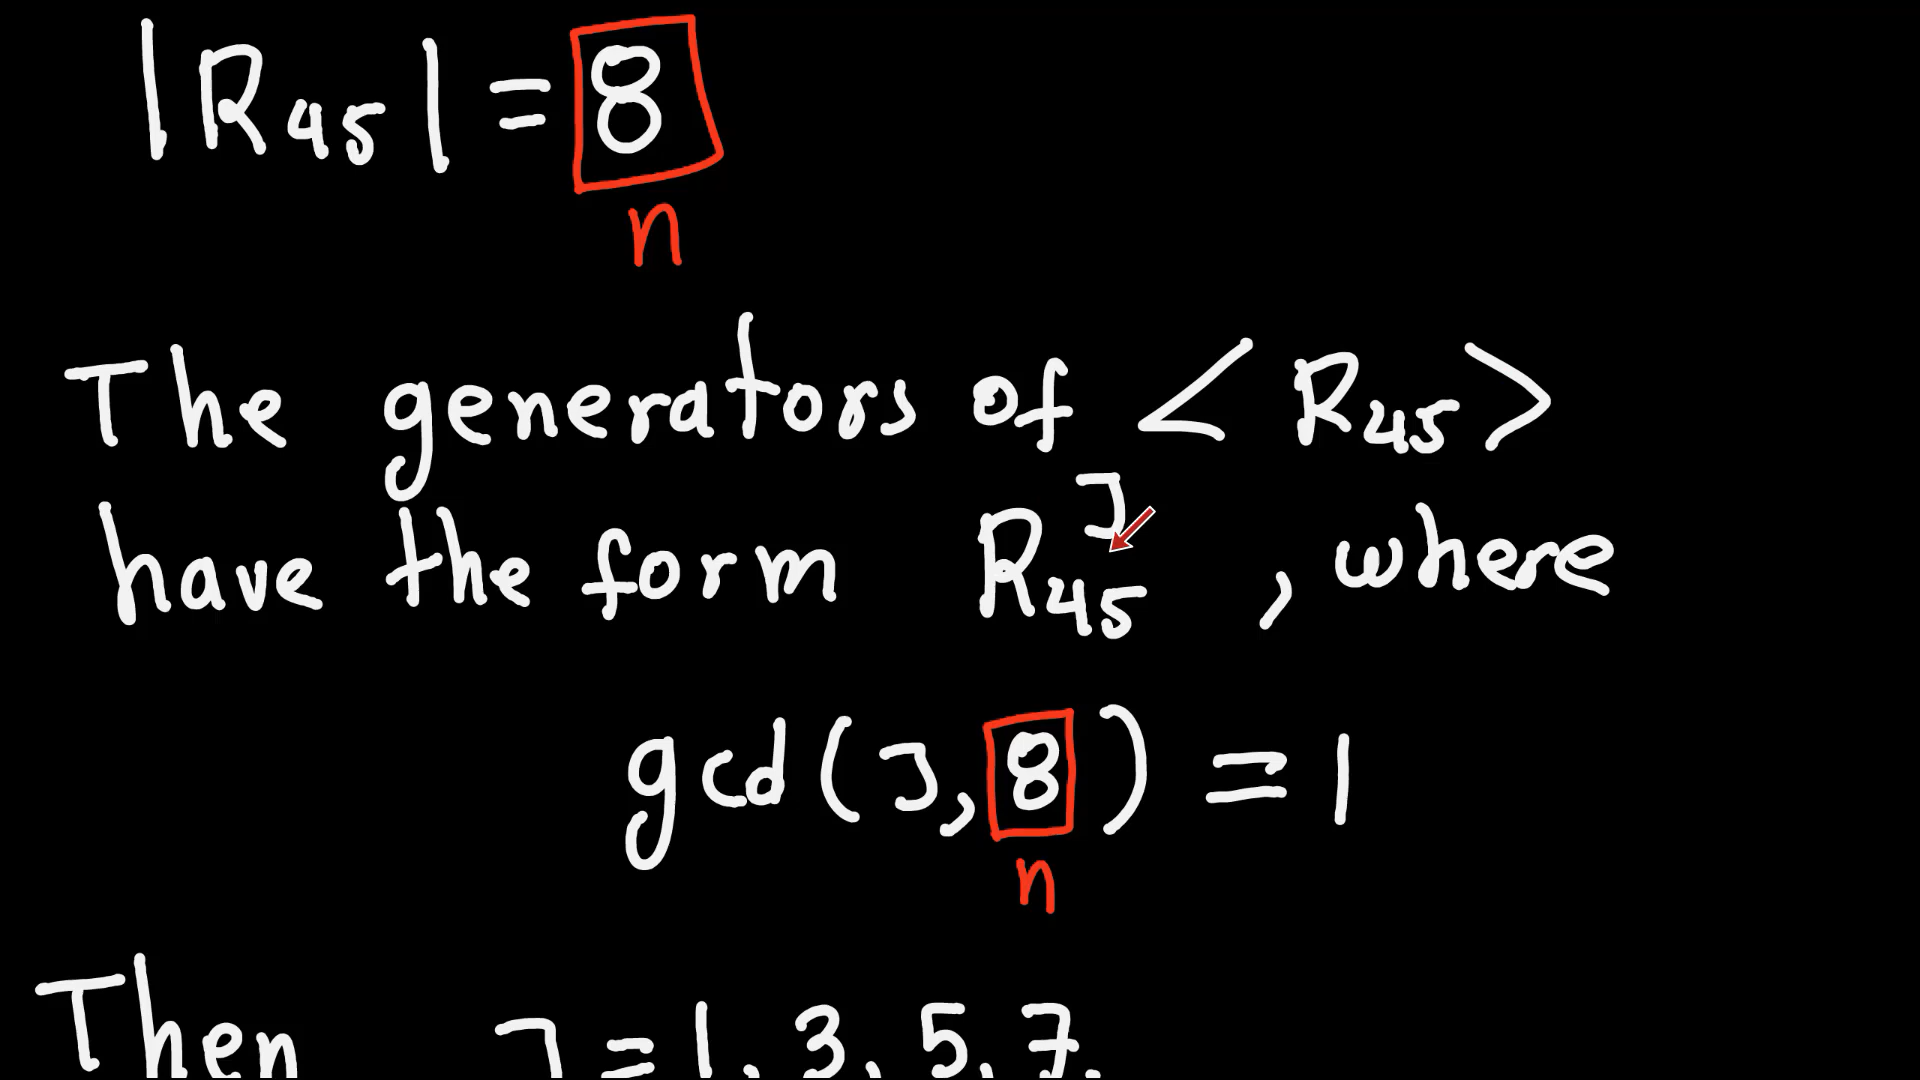 |R45| = 8
n
The generators of <R45>
have the form R45^J, where
gcd(J, 8) = 1
n
Then J = 1, 3, 5, 7.